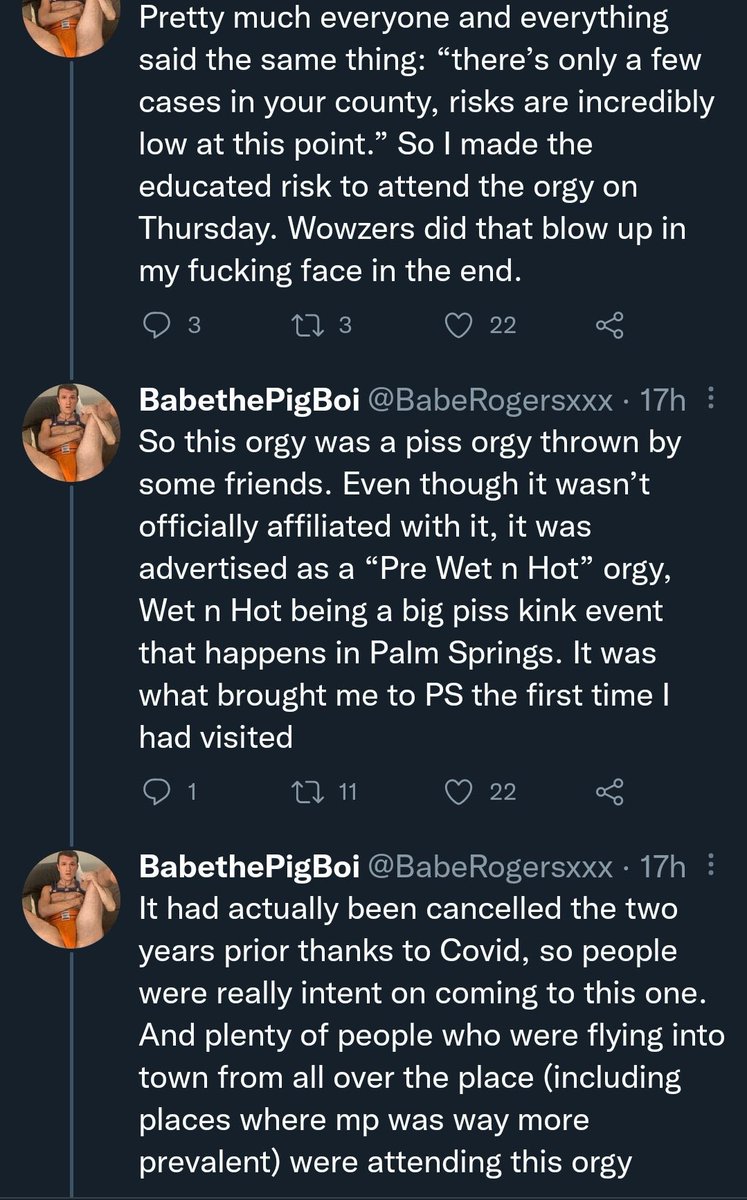 Pretty much everyone and everything
said the same thing: “there’s only a few
cases in your county, risks are incredibly
low at this point.” So I made the
educated risk to attend the orgy on
Thursday. Wowzers did that blow up in
my fucking face in the end.
3 3 22
BabethePigBoi @BabeRogersxxx · 17h
So this orgy was a piss orgy thrown by
some friends. Even though it wasn’t
officially affiliated with it, it was
advertised as a “Pre Wet n Hot” orgy,
Wet n Hot being a big piss kink event
that happens in Palm Springs. It was
what brought me to PS the first time I
had visited
1 11 22
BabethePigBoi @BabeRogersxxx · 17h
It had actually been cancelled the two
years prior thanks to Covid, so people
were really intent on coming to this one.
And plenty of people who were flying into
town from all over the place (including
places where mp was way more
prevalent) were attending this orgy